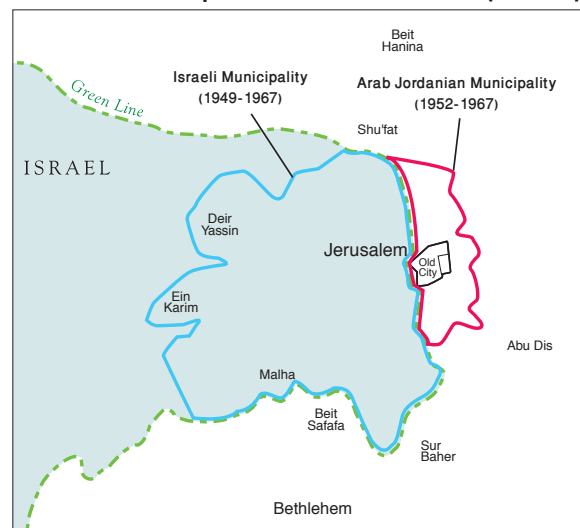 Beit
Hanina
Israeli Municipality
(1949-1967)
Arab Jordanian Municipality
(1952-1967)
Green Line
Shu'fat
ISRAEL
Deir
Yassin
Jerusalem
Old
City
Ein
Karim
Abu Dis
Malha
Beit
Safafa
Sur
Baher
Bethlehem